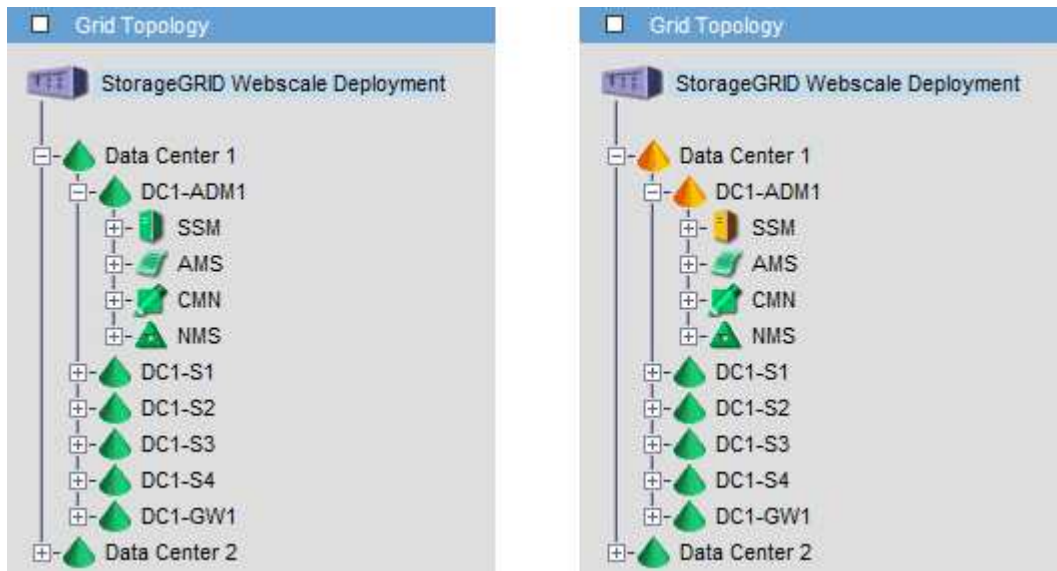 Grid Topology
StorageGRID Webscale Deployment
Data Center 1
DC1-ADM1
SSM
AMS
CMN
NMS
DC1-S1
DC1-S2
DC1-S3
DC1-S4
DC1-GW1
Data Center 2
Grid Topology
StorageGRID Webscale Deployment
Data Center 1
DC1-ADM1
SSM
AMS
CMN
NMS
DC1-S1
DC1-S2
DC1-S3
DC1-S4
DC1-GW1
Data Center 2